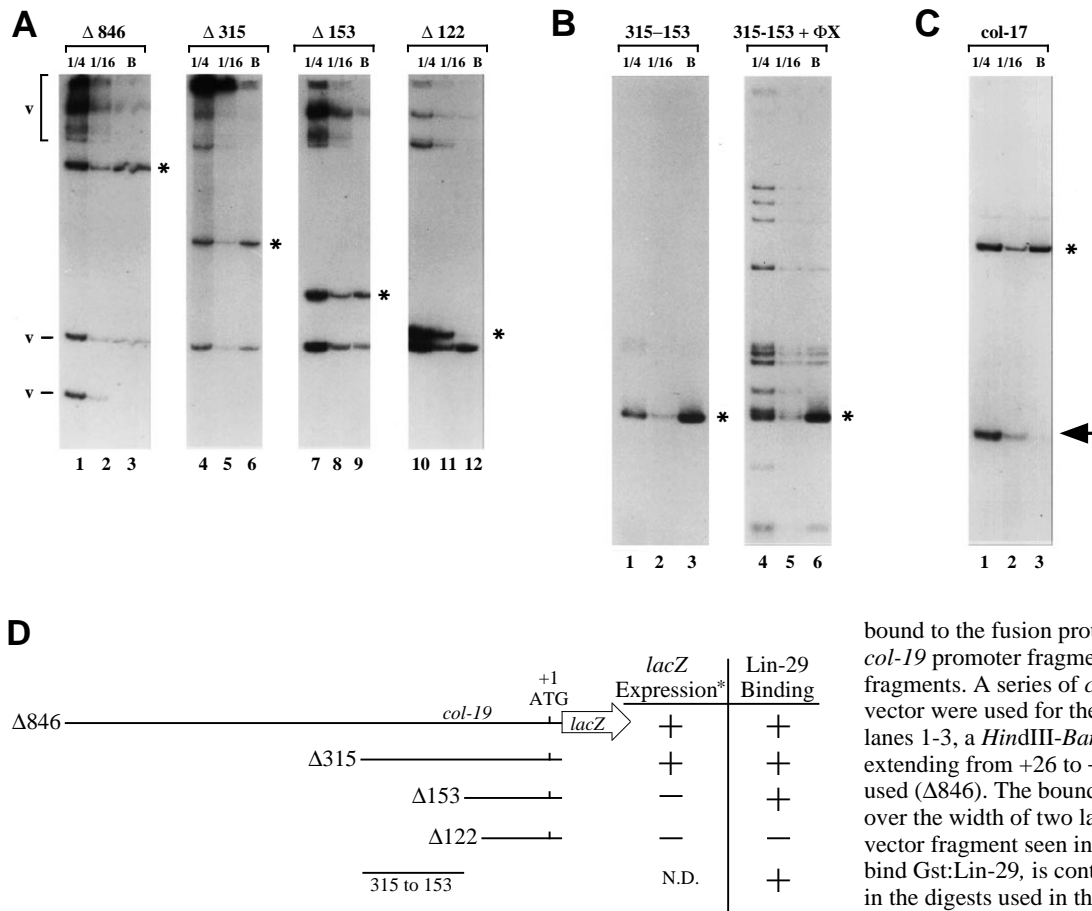 A
Δ 846
Δ 315
Δ 153
Δ 122
1/4 1/16 B
1/4 1/16 B
1/4 1/16 B
1/4 1/16 B
v
*
*
*
*
v
v
1 2 3
4 5 6
7 8 9
10 11 12
B
315–153
315-153 + ΦX
1/4 1/16 B
1/4 1/16 B
*
*
1 2 3
4 5 6
C
col-17
1/4 1/16 B
*
1 2 3
D
lacZ Lin-29
+1
ATG Expression* Binding
Δ846 col-19 lacZ + +
Δ315 + +
Δ153 — +
Δ122 — —
315 to 153 N.D. +
bound to the fusion prot
col-19 promoter fragme
fragments. A series of c
vector were used for the
lanes 1-3, a HindIII-Bar
extending from +26 to -
used (Δ846). The bound
over the width of two la
vector fragment seen in
bind Gst:Lin-29, is cont
in the digests used in th